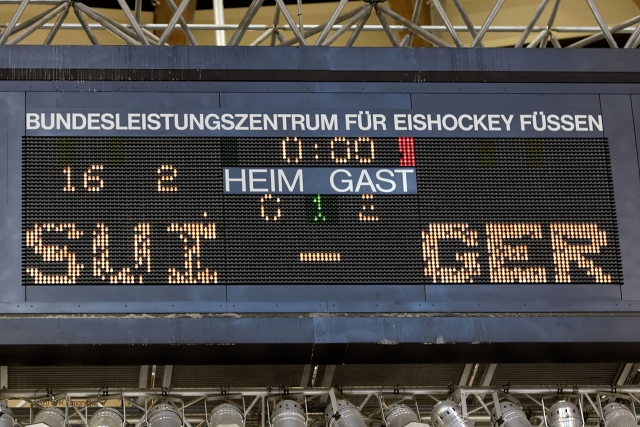 BUNDESLEISTUNGSZENTRUM FÜR EISHOCKEY FÜSSEN
0:00
16 2
HEIM GAST
0 1 2
SUI - GER